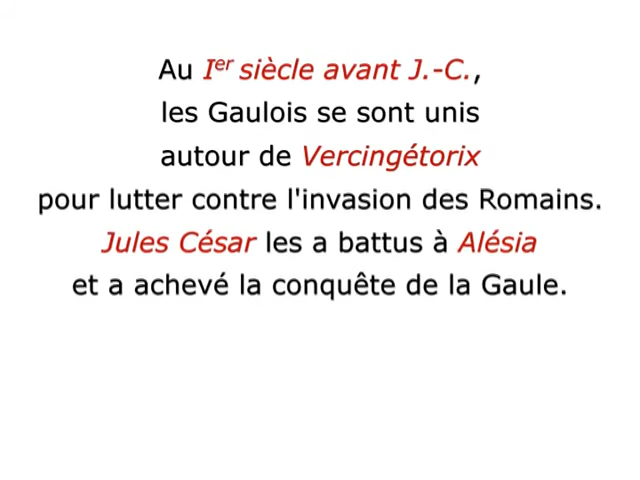 Au Ier siècle avant J.-C.,
les Gaulois se sont unis
autour de Vercingétorix
pour lutter contre l'invasion des Romains.
Jules César les a battus à Alésia
et a achevé la conquête de la Gaule.